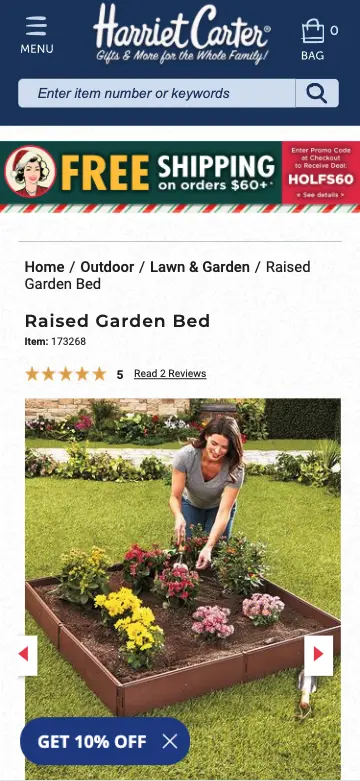 MENU
Harriet Carter®
Gifts & More for the Whole Family!
0
BAG
Enter item number or keywords
FREE SHIPPING
on orders $60+*
Enter Promo Code
at Checkout
to Receive Deal:
HOLFS60
* See details >
Home / Outdoor / Lawn & Garden / Raised
Garden Bed
Raised Garden Bed
Item: 173268
5 Read 2 Reviews
GET 10% OFF